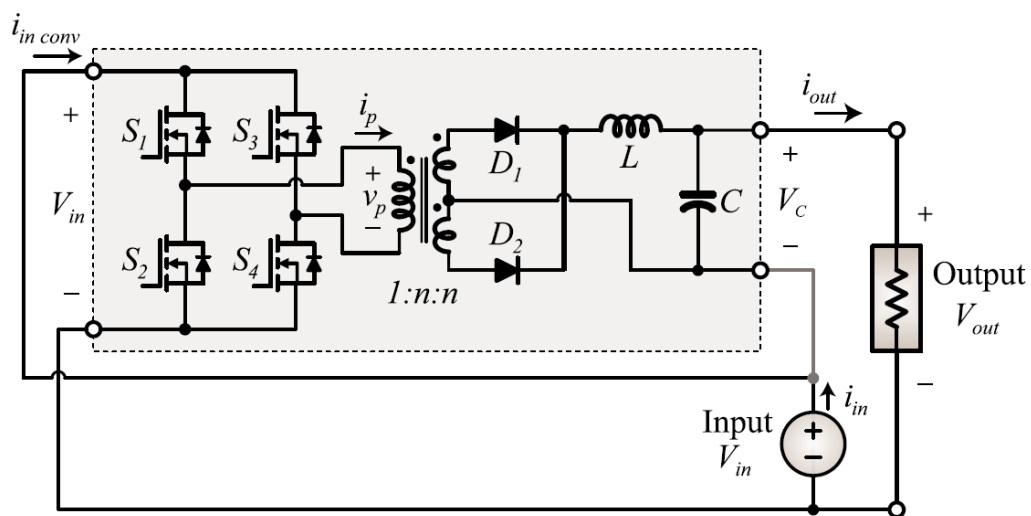 i_in conv
+
V_in
−
S_1
S_3
S_2
S_4
i_p
+
v_p
−
1:n:n
D_1
D_2
L
C
+
V_C
−
i_out
+
Output
V_out
−
i_in
Input
V_in
+
−